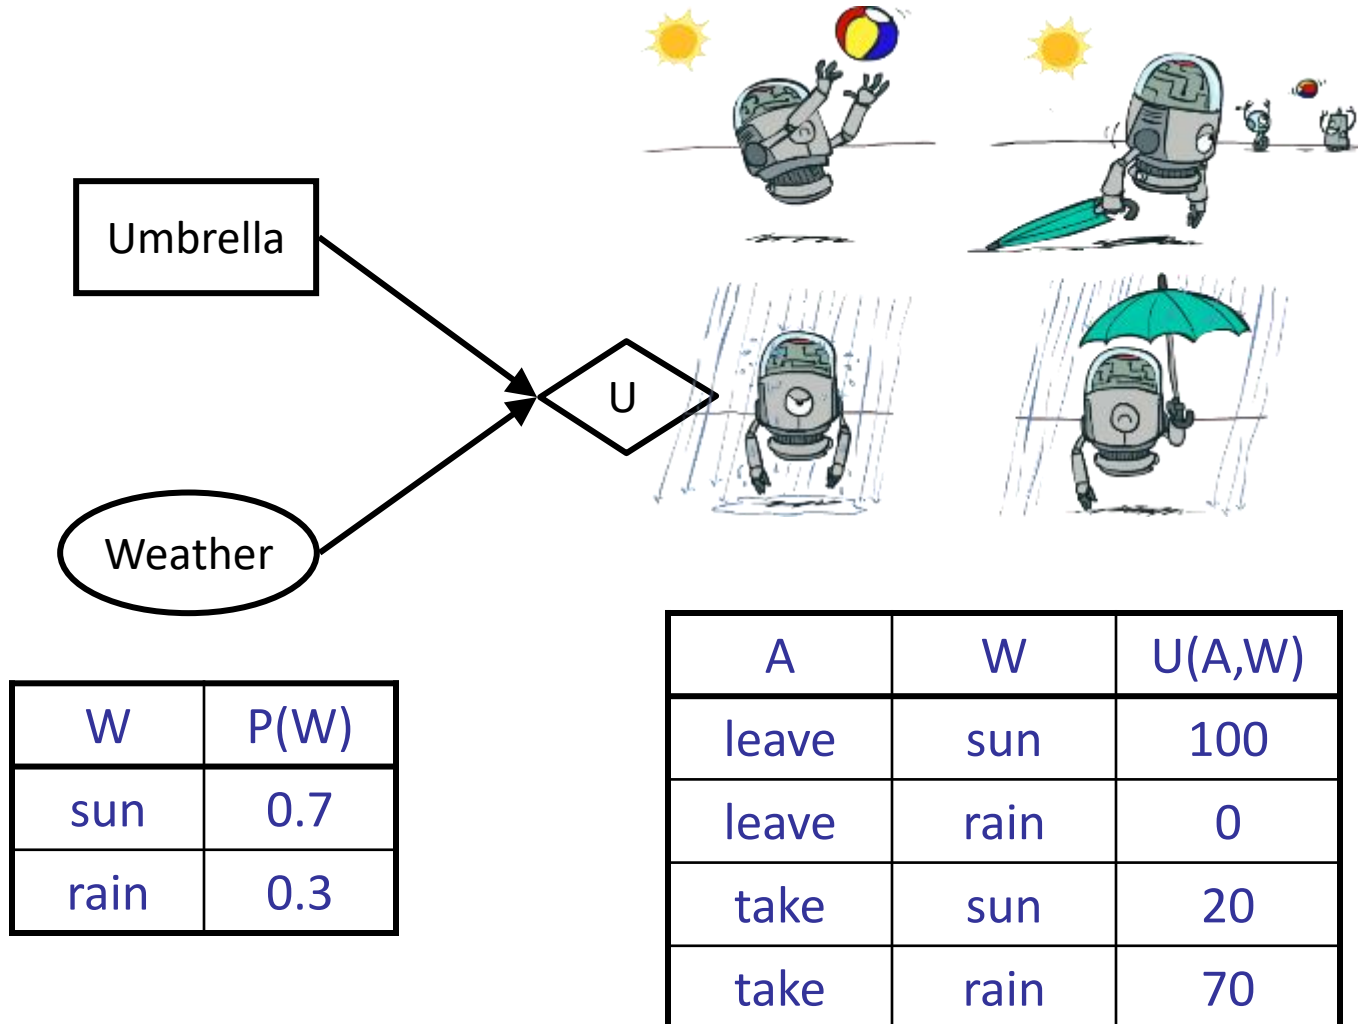 Umbrella
U
Weather
W P(W)
sun 0.7
rain 0.3
A W U(A,W)
leave sun 100
leave rain 0
take sun 20
take rain 70